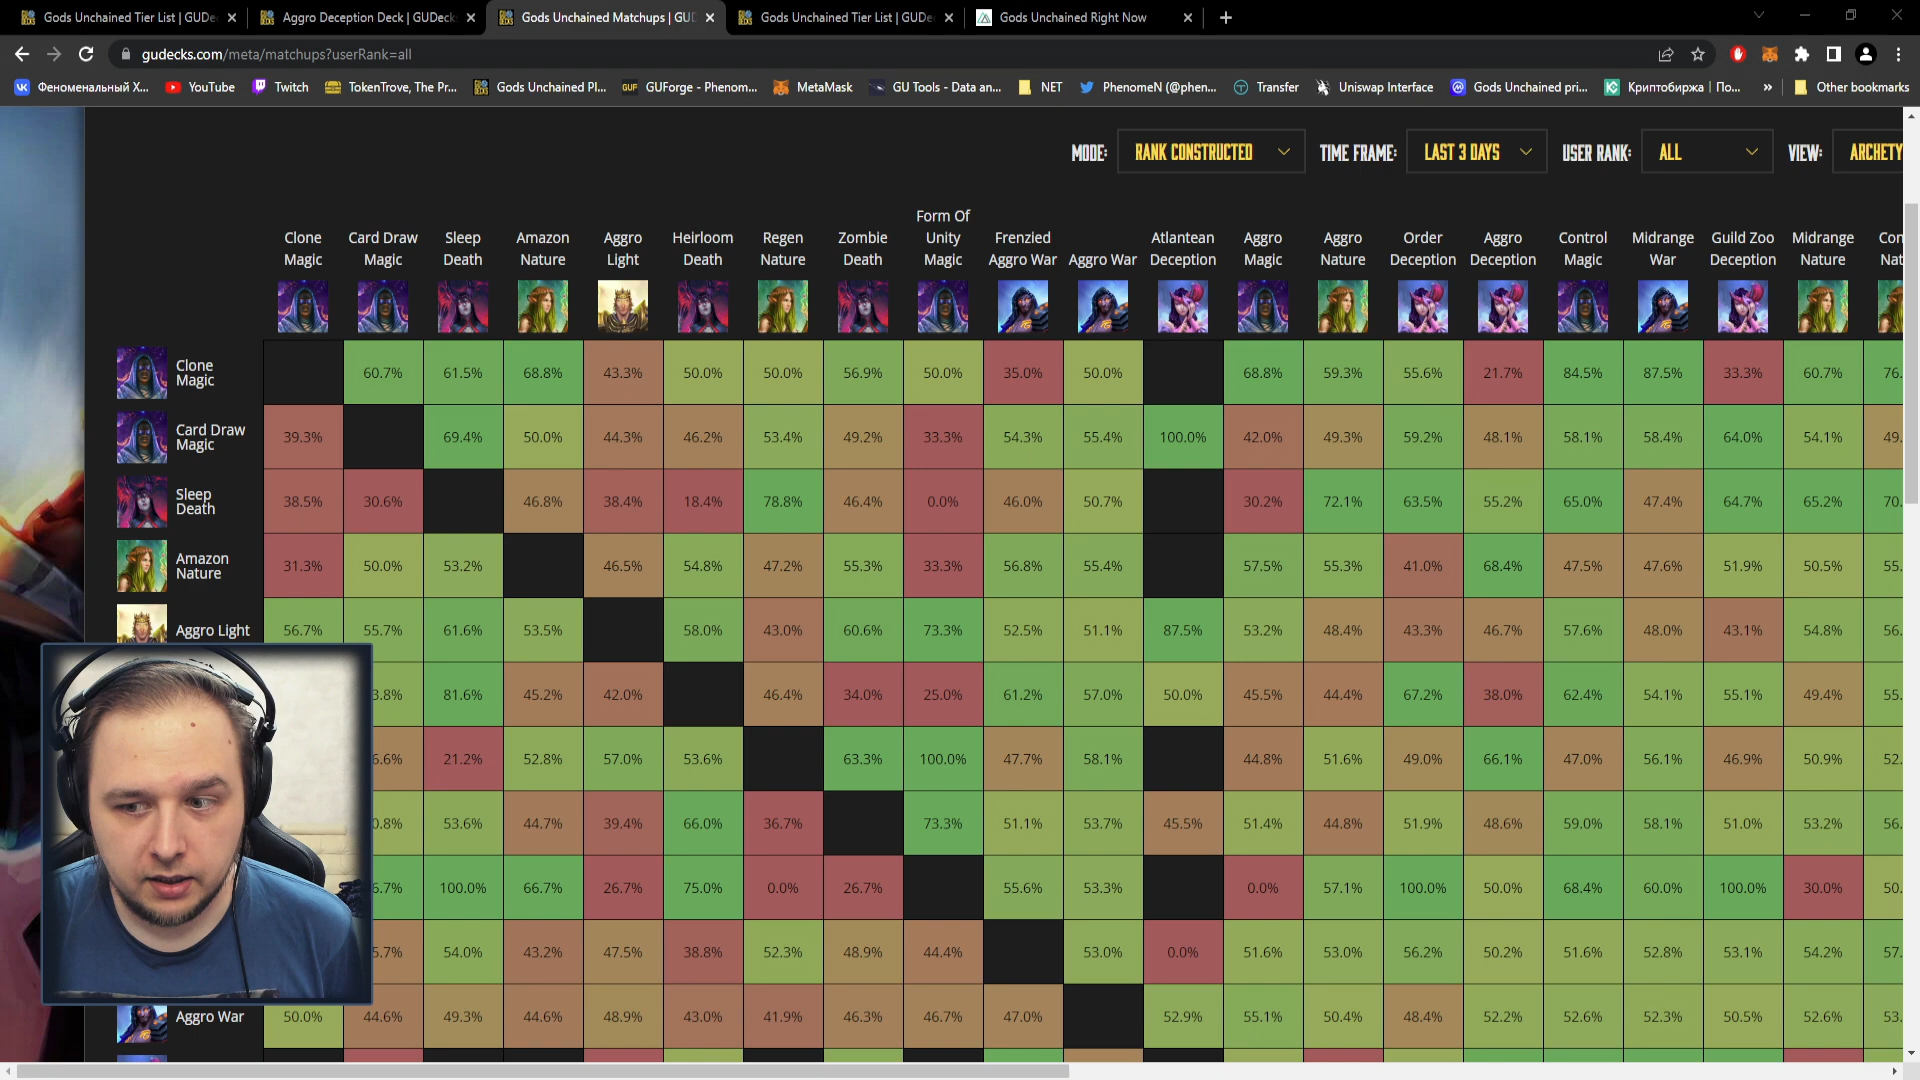 Gods Unchained Tier List | GUDe
Aggro Deception Deck | GUDecks
Gods Unchained Matchups | GUD
Gods Unchained Tier List | GUDe
Gods Unchained Right Now
gudecks.com/meta/matchups?userRank=all
Феноменальный Х...
YouTube
Twitch
TokenTrove, The Pr...
Gods Unchained Pl...
GUForge - Phenom...
MetaMask
GU Tools - Data an...
NET
PhenomeN (@phen...
Transfer
Uniswap Interface
Gods Unchained pri...
Криптобиржа | По...
»
Other bookmarks
MODE: RANK CONSTRUCTED TIME FRAME: LAST 3 DAYS USER RANK: ALL VIEW: ARCHETY
Clone Magic
Card Draw Magic
Sleep Death
Amazon Nature
Aggro Light
Heirloom Death
Regen Nature
Zombie Death
Form Of Unity Magic
Frenzied Aggro War
Aggro War
Atlantean Deception
Aggro Magic
Aggro Nature
Order Deception
Aggro Deception
Control Magic
Midrange War
Guild Zoo Deception
Midrange Nature
Con Nat
Clone Magic 60.7% 61.5% 68.8% 43.3% 50.0% 50.0% 56.9% 50.0% 35.0% 50.0% 68.8% 59.3% 55.6% 21.7% 84.5% 87.5% 33.3% 60.7% 76.
Card Draw Magic 39.3% 69.4% 50.0% 44.3% 46.2% 53.4% 49.2% 33.3% 54.3% 55.4% 100.0% 42.0% 49.3% 59.2% 48.1% 58.1% 58.4% 64.0% 54.1% 49.
Sleep Death 38.5% 30.6% 46.8% 38.4% 18.4% 78.8% 46.4% 0.0% 46.0% 50.7% 30.2% 72.1% 63.5% 55.2% 65.0% 47.4% 64.7% 65.2% 70.
Amazon Nature 31.3% 50.0% 53.2% 46.5% 54.8% 47.2% 55.3% 33.3% 56.8% 55.4% 57.5% 55.3% 41.0% 68.4% 47.5% 47.6% 51.9% 50.5% 55.
Aggro Light 56.7% 55.7% 61.6% 53.5% 58.0% 43.0% 60.6% 73.3% 52.5% 51.1% 87.5% 53.2% 48.4% 43.3% 46.7% 57.6% 48.0% 43.1% 54.8% 56.
3.8% 81.6% 45.2% 42.0% 46.4% 34.0% 25.0% 61.2% 57.0% 50.0% 45.5% 44.4% 67.2% 38.0% 62.4% 54.1% 55.1% 49.4% 55.
6.6% 21.2% 52.8% 57.0% 53.6% 63.3% 100.0% 47.7% 58.1% 44.8% 51.6% 49.0% 66.1% 47.0% 56.1% 46.9% 50.9% 52.
0.8% 53.6% 44.7% 39.4% 66.0% 36.7% 73.3% 51.1% 53.7% 45.5% 51.4% 44.8% 51.9% 48.6% 59.0% 58.1% 51.0% 53.2% 56.
6.7% 100.0% 66.7% 26.7% 75.0% 0.0% 26.7% 55.6% 53.3% 0.0% 57.1% 100.0% 50.0% 68.4% 60.0% 100.0% 30.0% 50.
5.7% 54.0% 43.2% 47.5% 38.8% 52.3% 48.9% 44.4% 53.0% 0.0% 51.6% 53.0% 56.2% 50.2% 51.6% 52.8% 53.1% 54.2% 57.
Aggro War 50.0% 44.6% 49.3% 44.6% 48.9% 43.0% 41.9% 46.3% 46.7% 47.0% 52.9% 55.1% 50.4% 48.4% 52.2% 52.6% 52.3% 50.5% 52.6% 53.